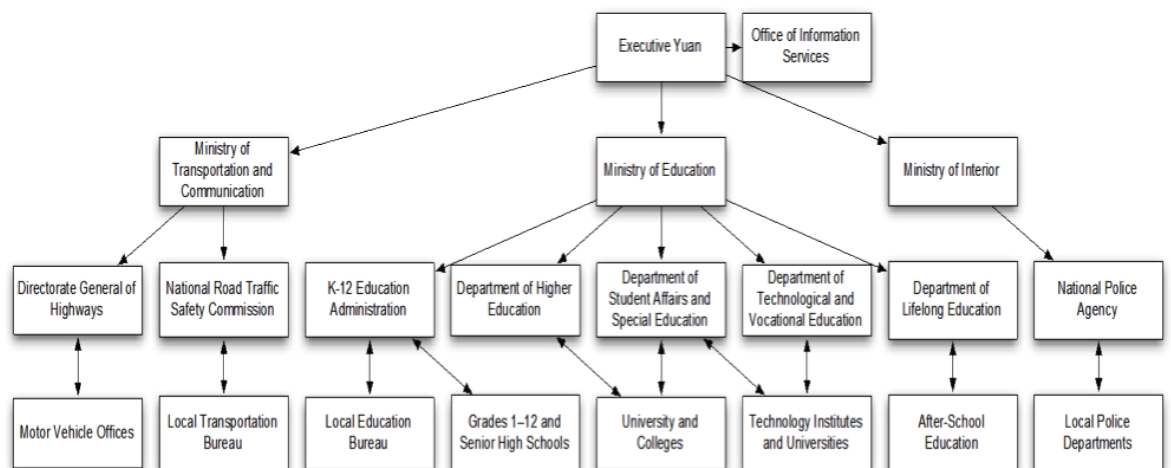 Executive Yuan
Office of Information
Services
Ministry of
Transportation and
Communication
Ministry of Education
Ministry of Interior
Directorate General of
Highways
National Road Traffic
Safety Commission
K-12 Education
Administration
Department of Higher
Education
Department of
Student Affairs and
Special Education
Department of
Technological and
Vocational Education
Department of
Lifelong Education
National Police
Agency
Motor Vehicle Offices
Local Transportation
Bureau
Local Education
Bureau
Grades 1–12 and
Senior High Schools
University and
Colleges
Technology Institutes
and Universities
After-School
Education
Local Police
Departments